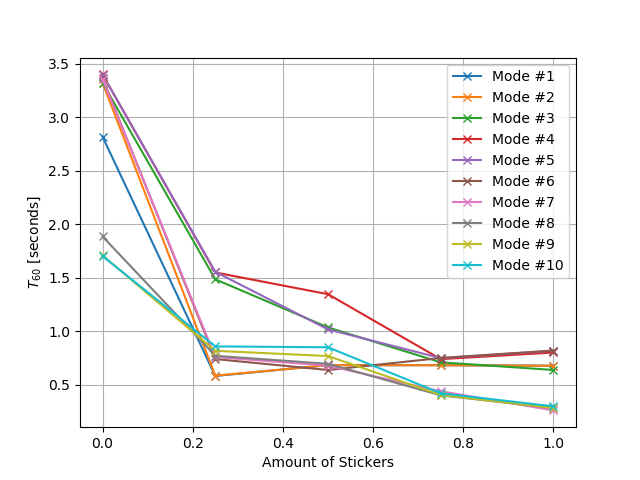 3.5
3.0
2.5
2.0
1.5
1.0
0.5
T60 [seconds]
0.0 0.2 0.4 0.6 0.8 1.0
Amount of Stickers
Mode #1
Mode #2
Mode #3
Mode #4
Mode #5
Mode #6
Mode #7
Mode #8
Mode #9
Mode #10